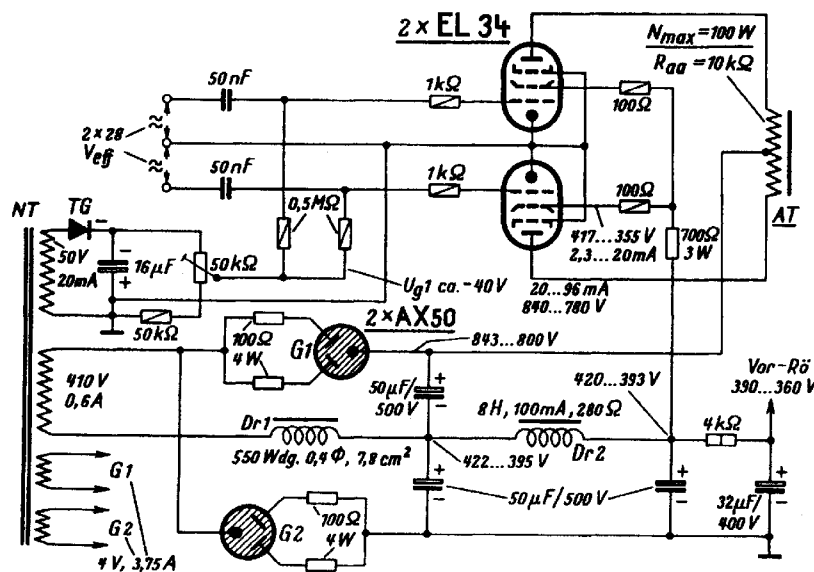 2 x EL 34
N max = 100 W
R aa = 10 kΩ
50 nF
1 kΩ
100 Ω
2 x 28
V eff
50 nF
1 kΩ
100 Ω
AT
NT
TG
0,5 MΩ
417...355 V
2,3...20 mA
700 Ω
3 W
50 V
20 mA
16 µF
50 kΩ
Ug1 ca. -40 V
20...96 mA
840...780 V
50 kΩ
2 x AX50
100 Ω
4 W
G1
843...800 V
410 V
0,6 A
50 µF/
500 V
420...393 V
Vor-Rö
390...360 V
8 H, 100 mA, 280 Ω
Dr1
4 kΩ
550 Wdg. 0,4 Φ, 7,8 cm²
422...395 V
Dr2
G1
G2
4 V, 3,75 A
100 Ω
4 W
G2
50 µF/500 V
32 µF/
400 V